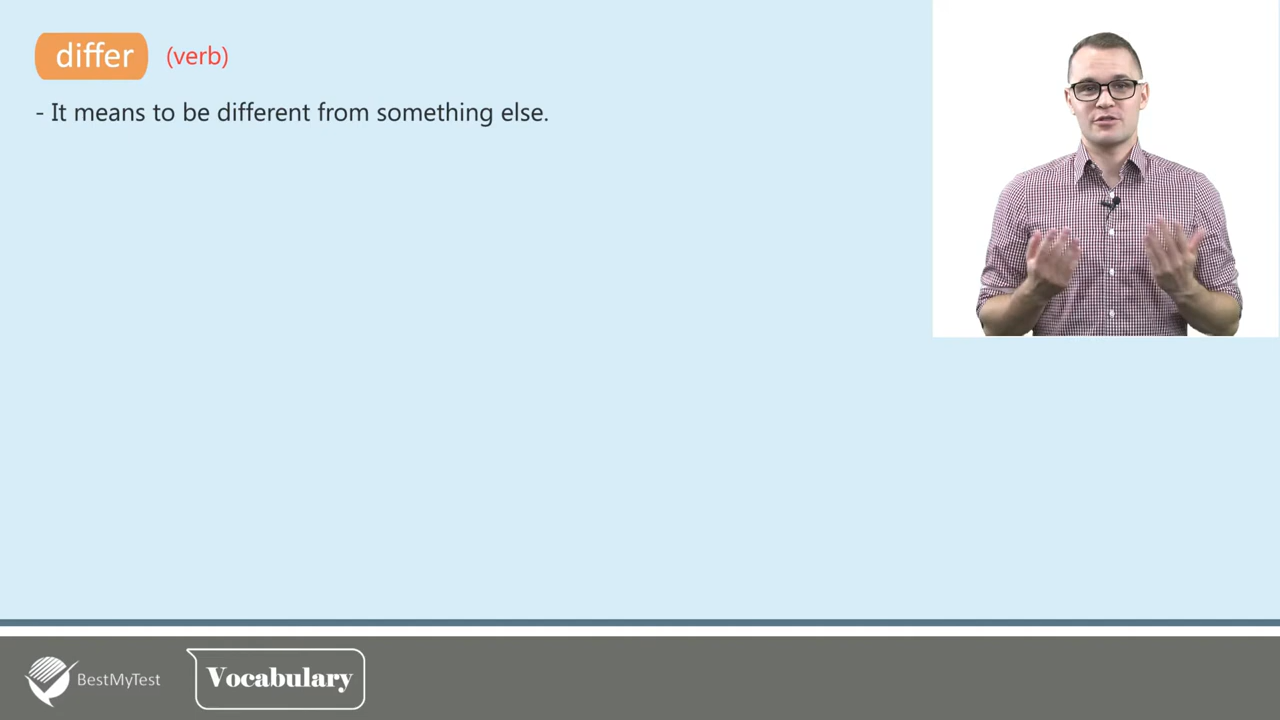 differ (verb)
- It means to be different from something else.
BestMyTest Vocabulary